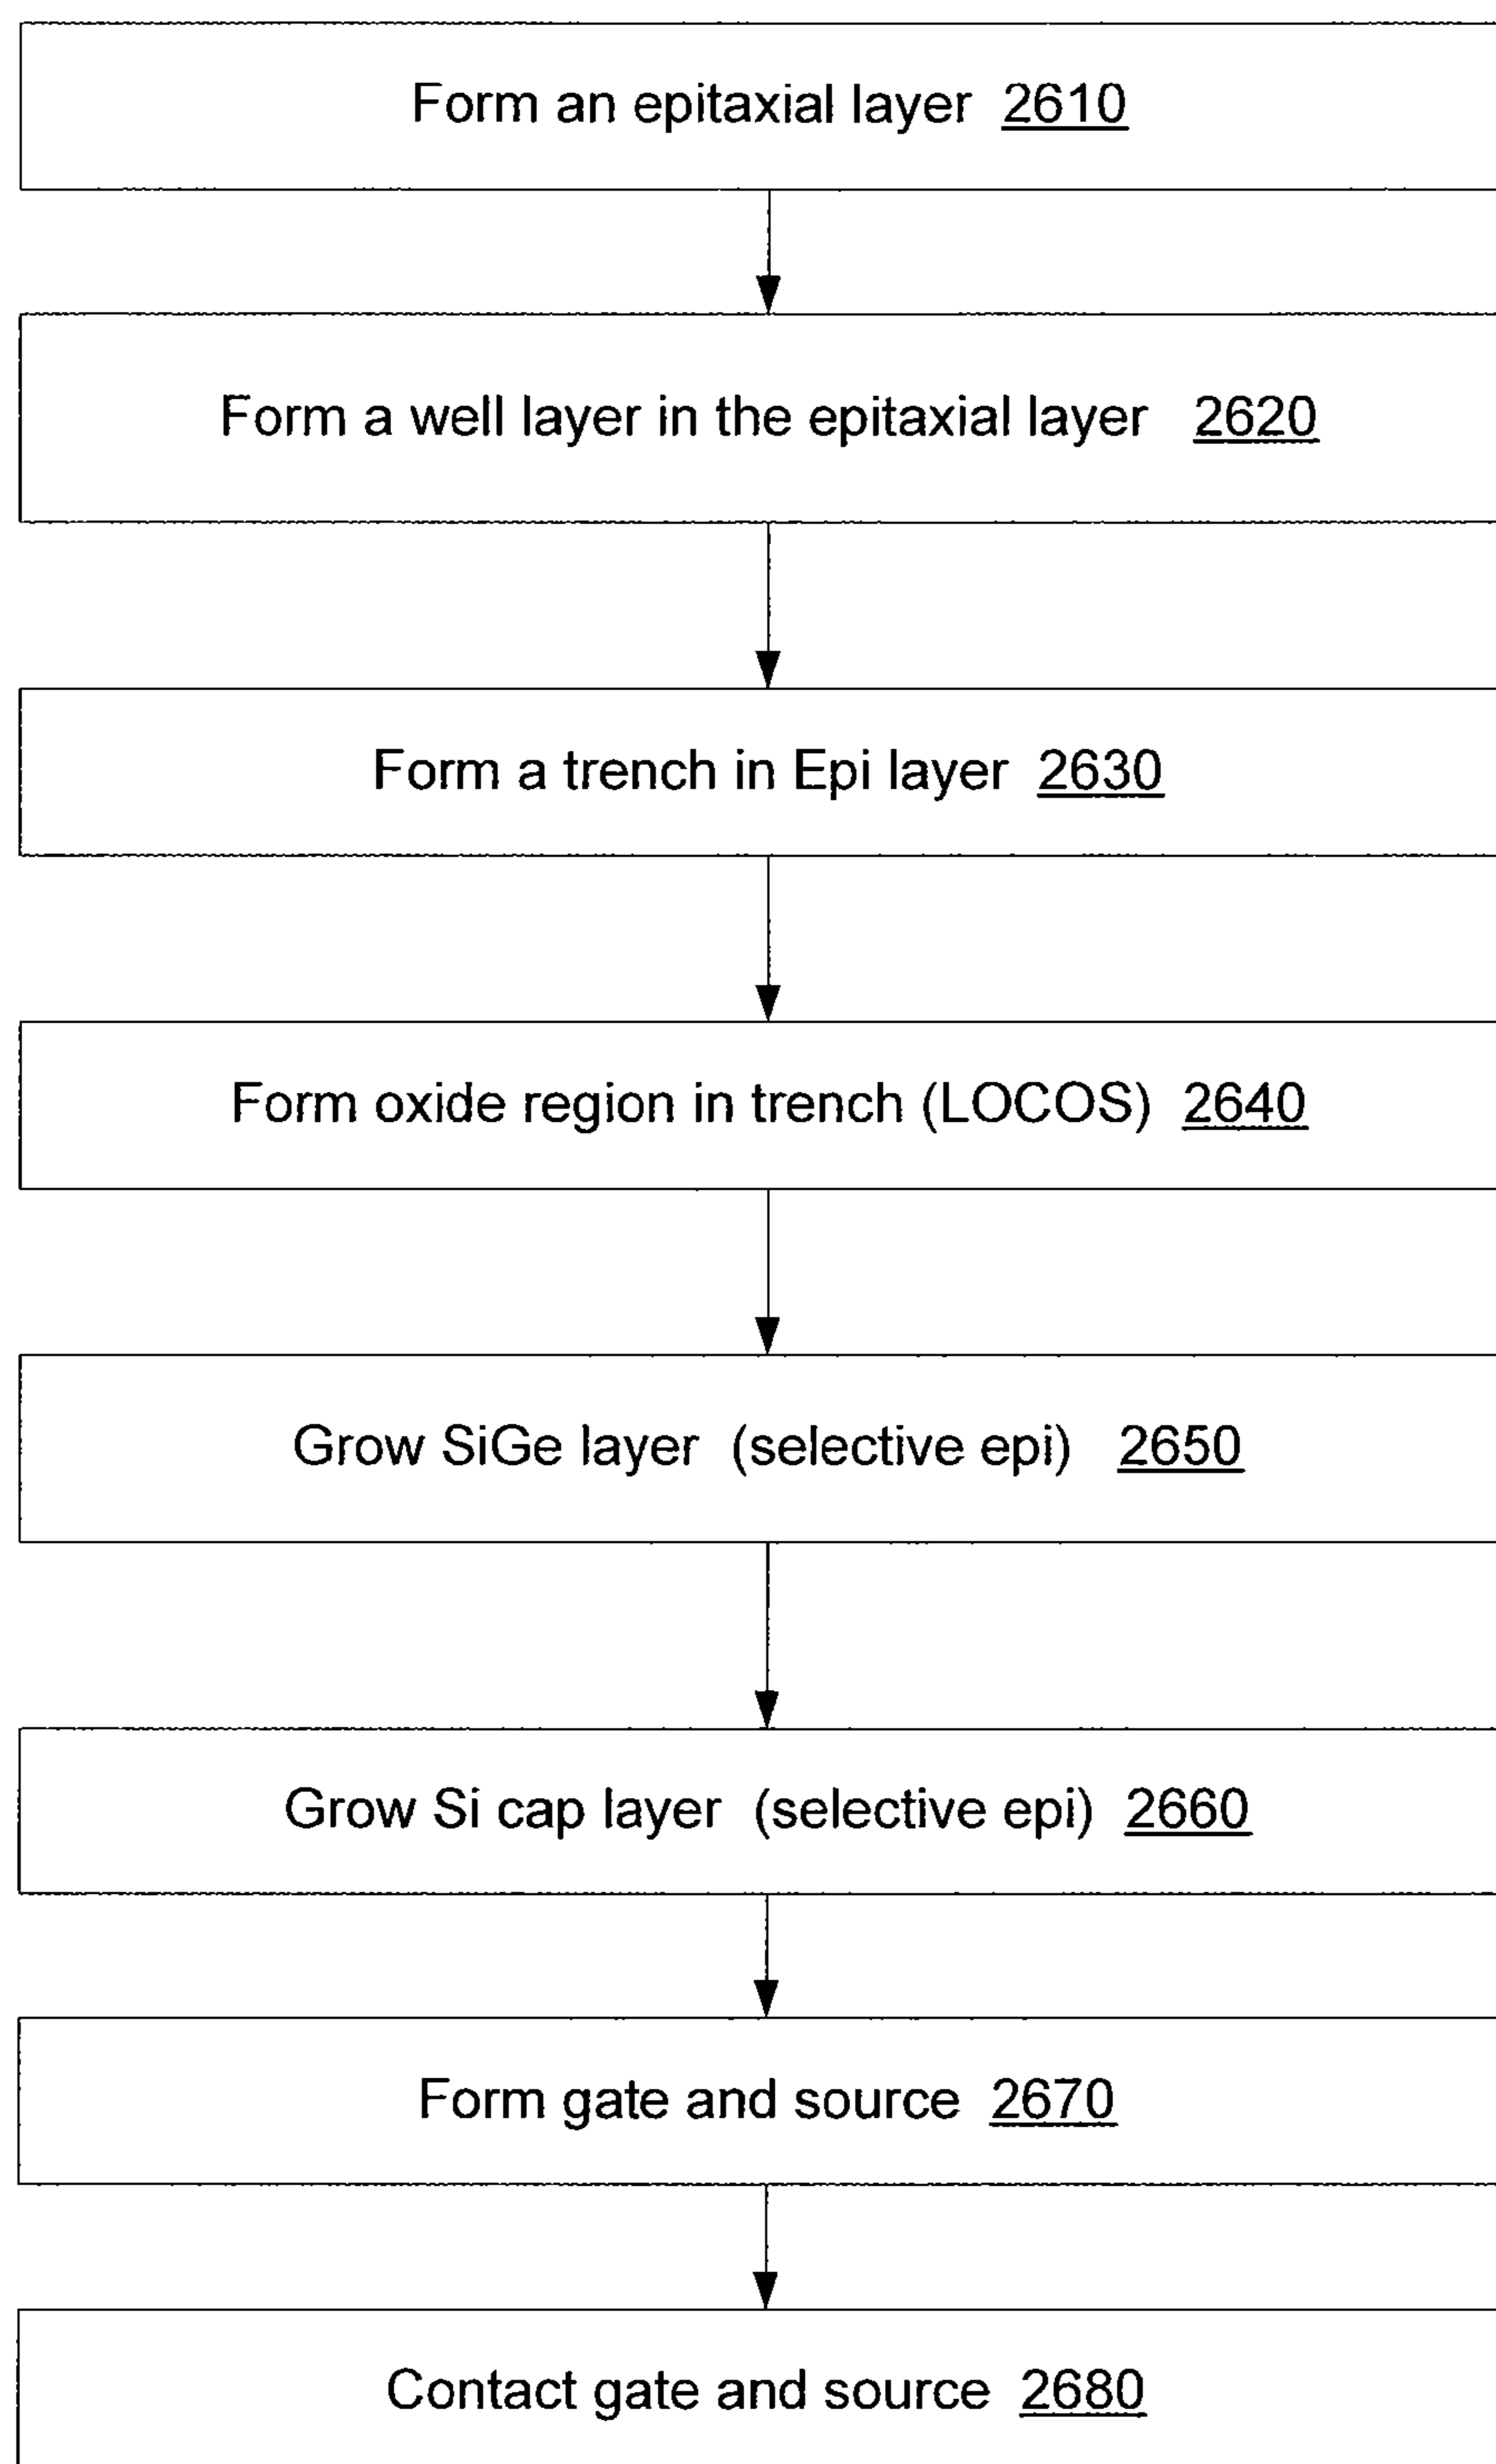 Form an epitaxial layer 2610
Form a well layer in the epitaxial layer 2620
Form a trench in Epi layer 2630
Form oxide region in trench (LOCOS) 2640
Grow SiGe layer (selective epi) 2650
Grow Si cap layer (selective epi) 2660
Form gate and source 2670
Contact gate and source 2680